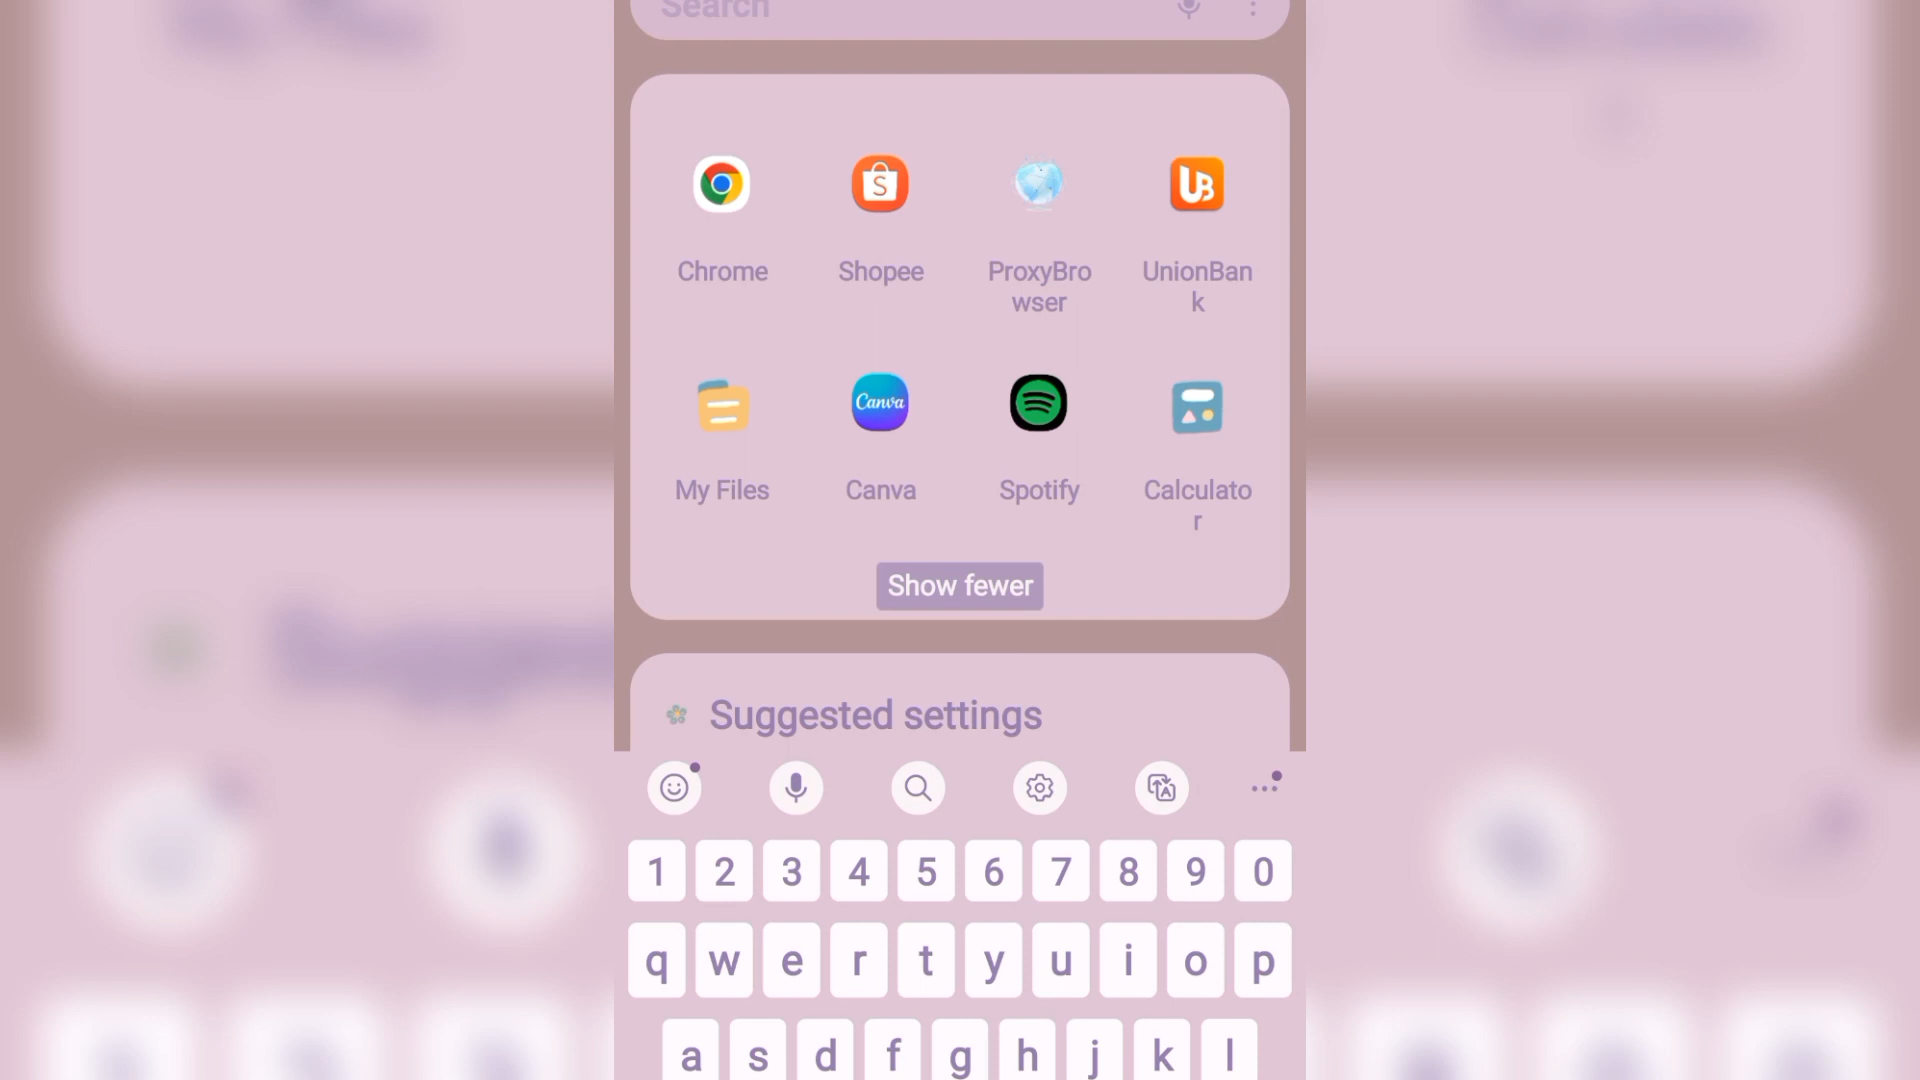 Search
Chrome Shopee ProxyBro UnionBan
wser k
My Files Canva Spotify Calculato
r
Show fewer
Suggested settings
1 2 3 4 5 6 7 8 9 0
q w e r t y u i o p
a s d f g h j k l